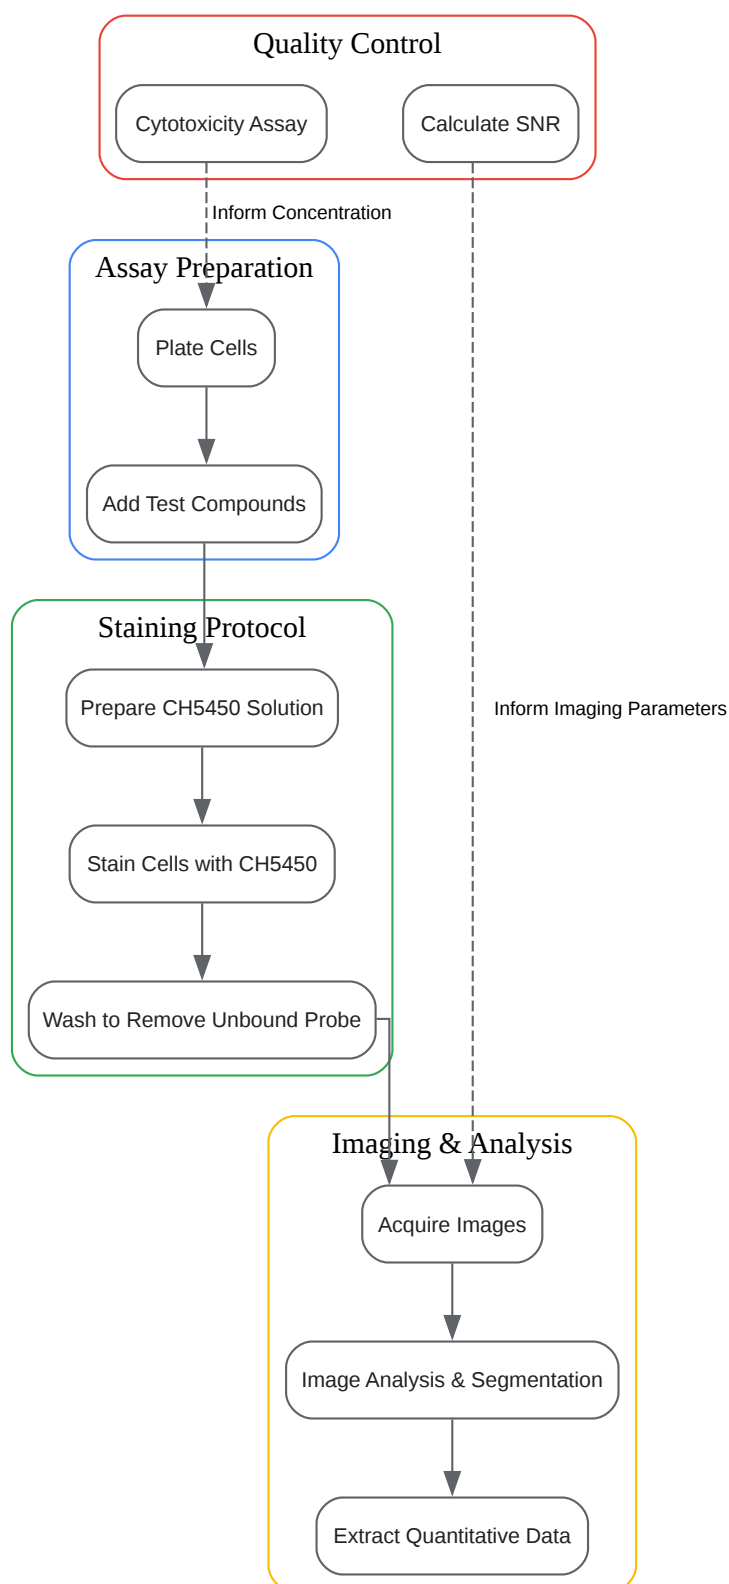 Quality Control
Cytotoxicity Assay
Calculate SNR
Inform Concentration
Assay Preparation
Plate Cells
Add Test Compounds
Staining Protocol
Prepare CH5450 Solution
Inform Imaging Parameters
Stain Cells with CH5450
Wash to Remove Unbound Probe
Imaging & Analysis
Acquire Images
Image Analysis & Segmentation
Extract Quantitative Data